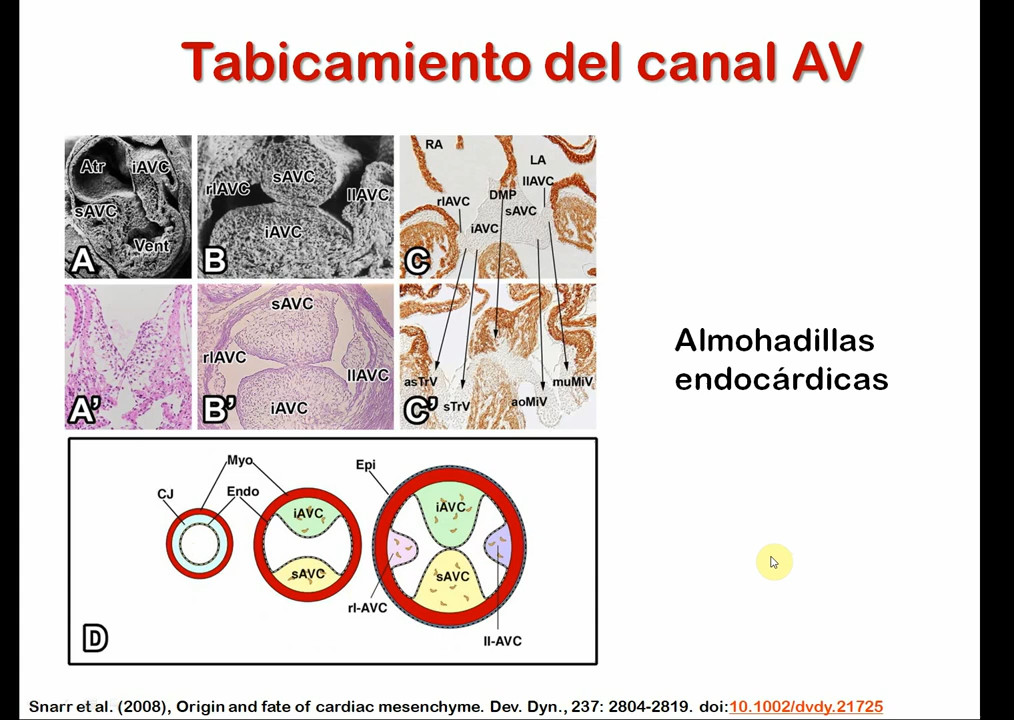 Tabicamiento del canal AV
Atr
iAVC
sAVC
Vent
A
sAVC
rlAVC
llAVC
iAVC
B
RA
LA
llAVC
DMP
rlAVC
sAVC
iAVC
C
A'
sAVC
rlAVC
llAVC
iAVC
B'
asTrV
muMiV
aoMiV
sTrV
C'
Almohadillas
endocárdicas
Myo
Epi
CJ
Endo
iAVC
iAVC
sAVC
sAVC
rl-AVC
ll-AVC
D
Snarr et al. (2008), Origin and fate of cardiac mesenchyme. Dev. Dyn., 237: 2804-2819. doi:10.1002/dvdy.21725